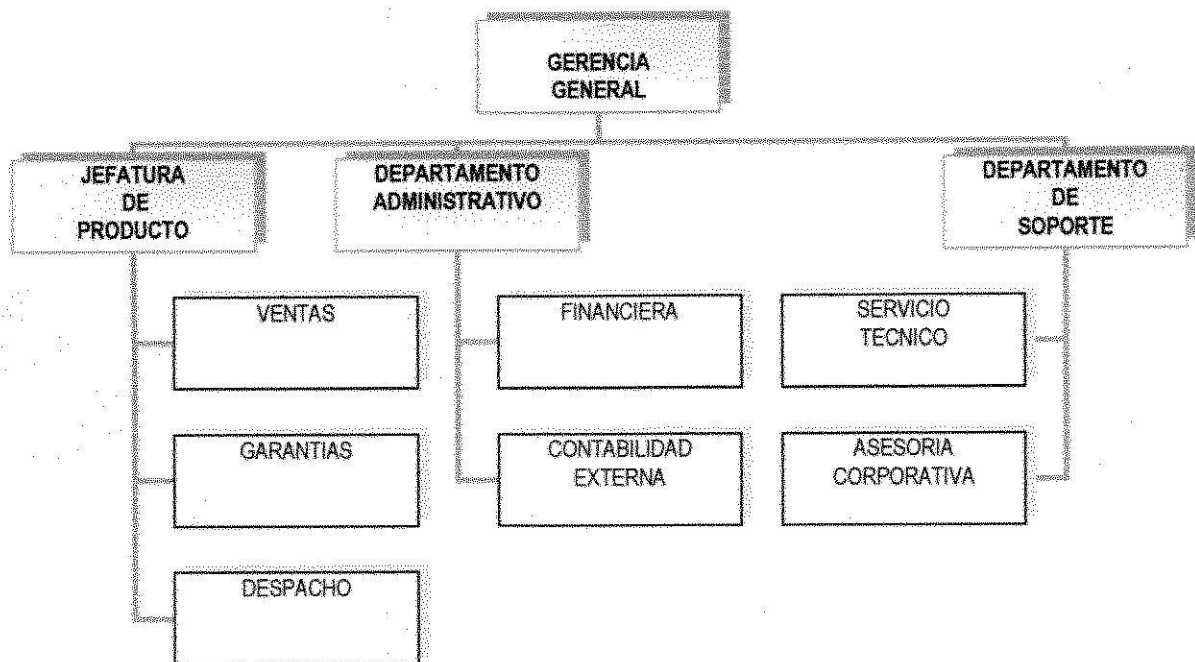 GERENCIA
GENERAL
JEFATURA
DE
PRODUCTO
DEPARTAMENTO
ADMINISTRATIVO
DEPARTAMENTO
DE
SOPORTE
VENTAS
FINANCIERA
SERVICIO
TECNICO
GARANTIAS
CONTABILIDAD
EXTERNA
ASESORIA
CORPORATIVA
DESPACHO